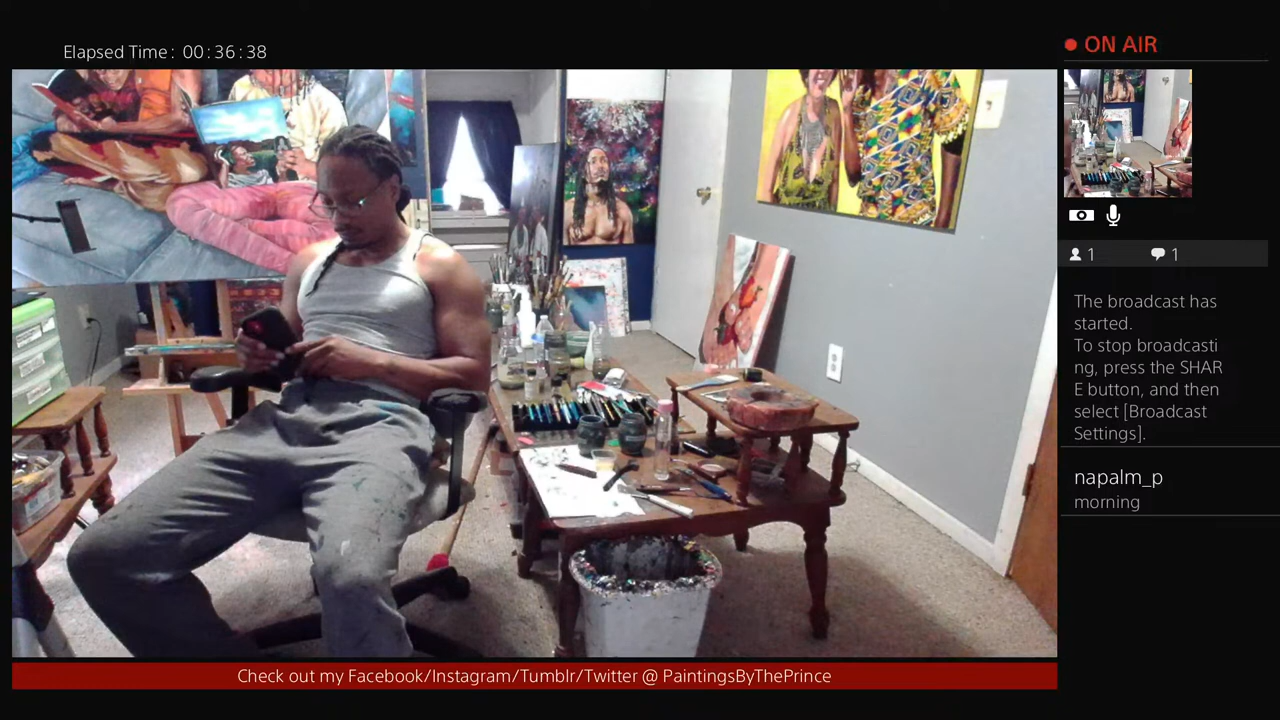 Elapsed Time: 00:36:38
ON AIR
1 1
The broadcast has
started.
To stop broadcasti
ng, press the SHAR
E button, and then
select [Broadcast
Settings].
napalm_p
morning
Check out my Facebook/Instagram/Tumblr/Twitter @ PaintingsByThePrince